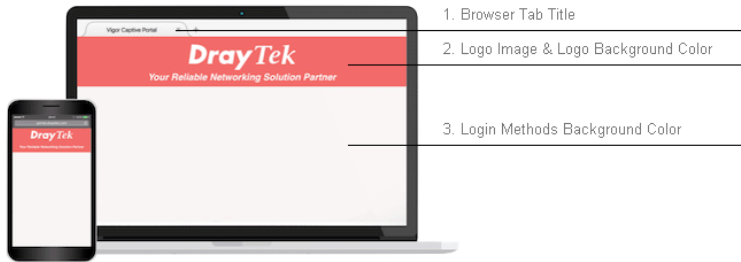 1. Browser Tab Title
Vigor Captive Portal
2. Logo Image & Logo Background Color
DrayTek
Your Reliable Networking Solution Partner
3. Login Methods Background Color
DrayTek
Your Reliable Networking Solution Partner